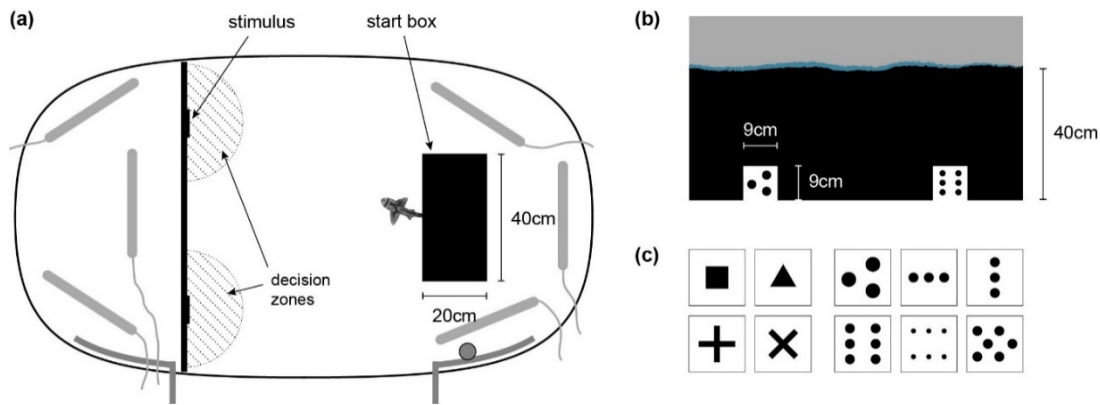 (a)
stimulus
start box
decision
zones
40cm
20cm
(b)
9cm
9cm
40cm
(c)